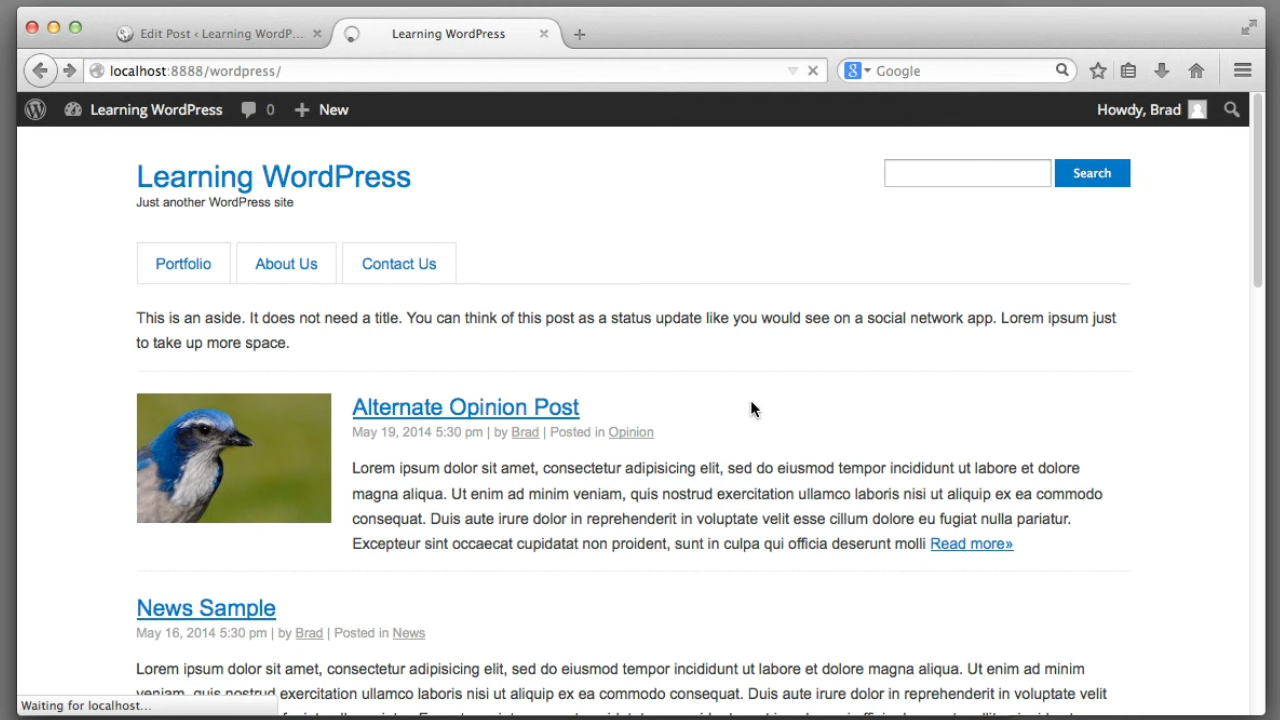 Edit Post ‹ Learning WordP...
Learning WordPress
localhost:8888/wordpress/
Google
Learning WordPress
0
New
Howdy, Brad
Learning WordPress
Just another WordPress site
Search
Portfolio
About Us
Contact Us
This is an aside. It does not need a title. You can think of this post as a status update like you would see on a social network app. Lorem ipsum just
to take up more space.
Alternate Opinion Post
May 19, 2014 5:30 pm | by Brad | Posted in Opinion
Lorem ipsum dolor sit amet, consectetur adipisicing elit, sed do eiusmod tempor incididunt ut labore et dolore
magna aliqua. Ut enim ad minim veniam, quis nostrud exercitation ullamco laboris nisi ut aliquip ex ea commodo
consequat. Duis aute irure dolor in reprehenderit in voluptate velit esse cillum dolore eu fugiat nulla pariatur.
Excepteur sint occaecat cupidatat non proident, sunt in culpa qui officia deserunt molli Read more»
News Sample
May 16, 2014 5:30 pm | by Brad | Posted in News
Lorem ipsum dolor sit amet, consectetur adipisicing elit, sed do eiusmod tempor incididunt ut labore et dolore magna aliqua. Ut enim ad minim
veniam, quis nostrud exercitation ullamco laboris nisi ut aliquip ex ea commodo consequat. Duis aute irure dolor in reprehenderit in voluptate velit
Waiting for localhost...